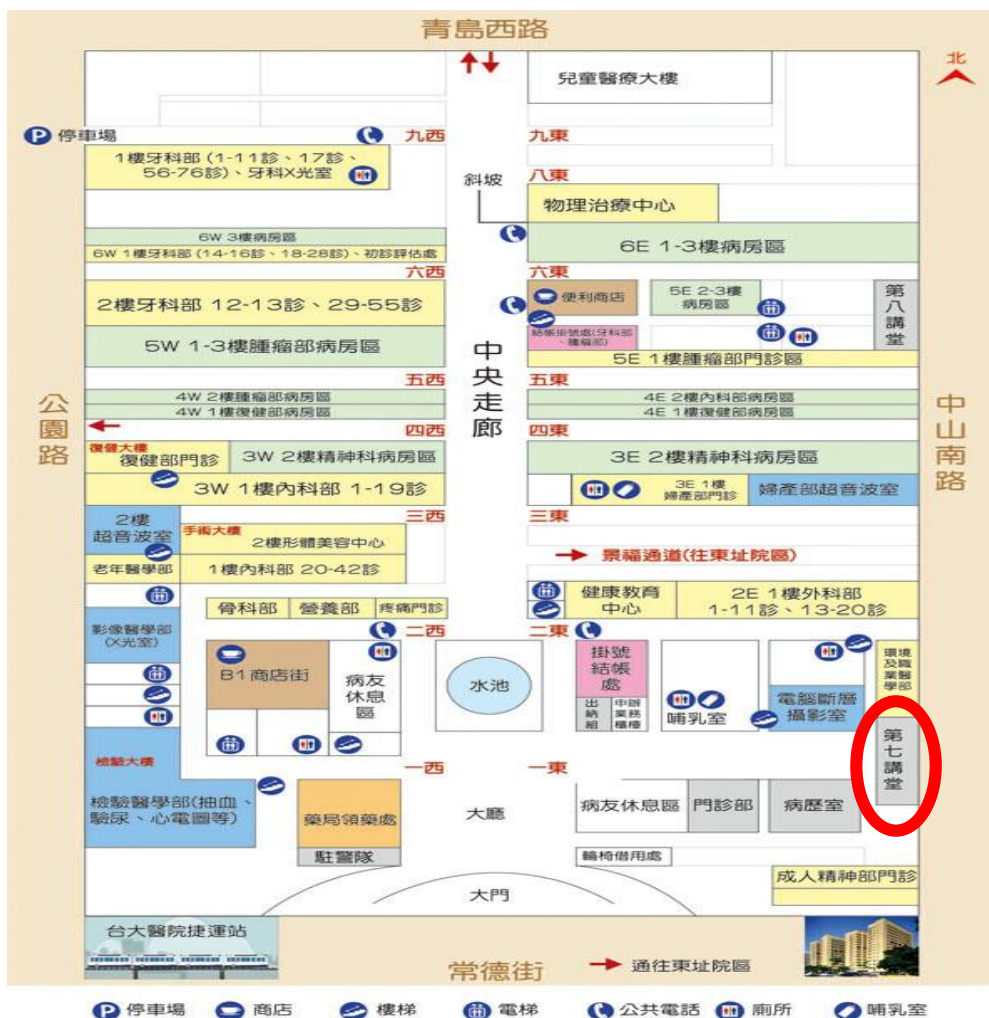 青島西路
北
兒童醫療大樓
P 停車場
九西
九東
1樓牙科部 (1-11診、17診、
56-76診)、牙科X光室
斜坡
八東
物理治療中心
6W 3樓病房區
6W 1樓牙科部 (14-16診、18-28診)、初診評估處
6E 1-3樓病房區
六西
六東
2樓牙科部 12-13診、29-55診
便利商店
5E 2-3樓
病房區
第八講堂
結帳掛號處(牙科部
、腫瘤部)
5W 1-3樓腫瘤部病房區
5E 1樓腫瘤部門診區
中央走廊
五西
五東
4W 2樓腫瘤部病房區
4W 1樓復健部病房區
4E 2樓內科部病房區
4E 1樓復健部病房區
公園路
中山南路
四西
四東
復健大樓
復健部門診
3W 2樓精神科病房區
3E 2樓精神科病房區
3W 1樓內科部 1-19診
3E 1樓
婦產部門診
婦產部超音波室
三西
三東
2樓
超音波室
手術大樓
2樓形體美容中心
景福通道(往東址院區)
老年醫學部
1樓內科部 20-42診
健康教育
中心
2E 1樓外科部
1-11診、13-20診
骨科部
營養部
疼痛門診
二西
二東
影像醫學部
(X光室)
B1商店街
病友
休息
區
水池
掛號
結帳
處
出納組
申辦
業務
櫃檯
哺乳室
電腦斷層
攝影室
環境
及職
業醫
學部
第七講堂
一西
一東
檢驗大樓
檢驗醫學部(抽血、
驗尿、心電圖等)
藥局領藥處
駐警隊
大廳
病友休息區
門診部
病歷室
輪椅借用處
成人精神部門診
大門
台大醫院捷運站
常德街
通往東址院區
P 停車場
商店
樓梯
電梯
公共電話
廁所
哺乳室